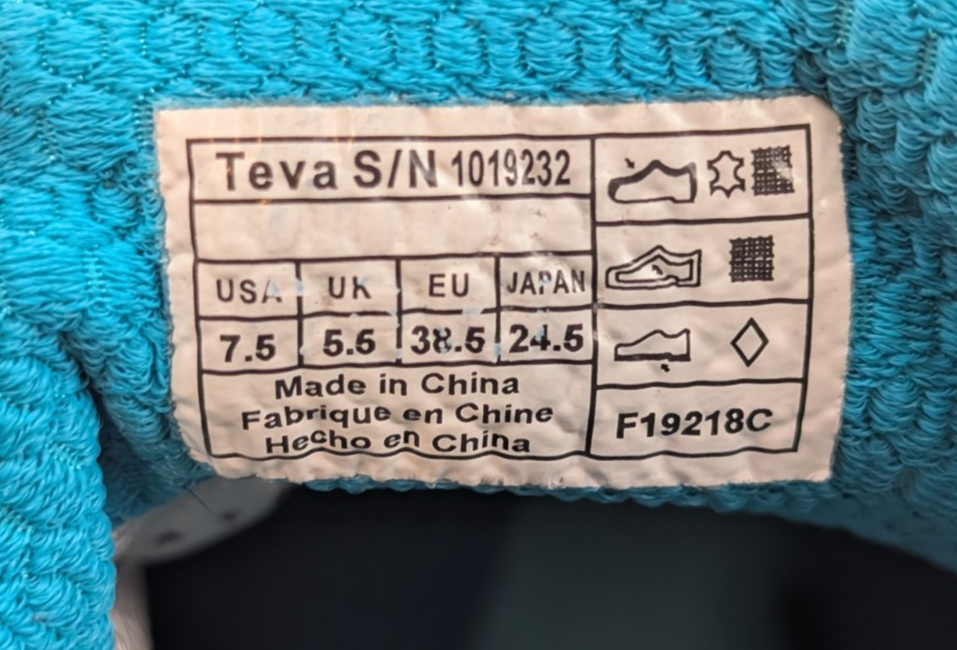 Teva S/N 1019232
USA UK EU JAPAN
7.5 5.5 38.5 24.5
Made in China
Fabrique en Chine
Hecho en China
F19218C